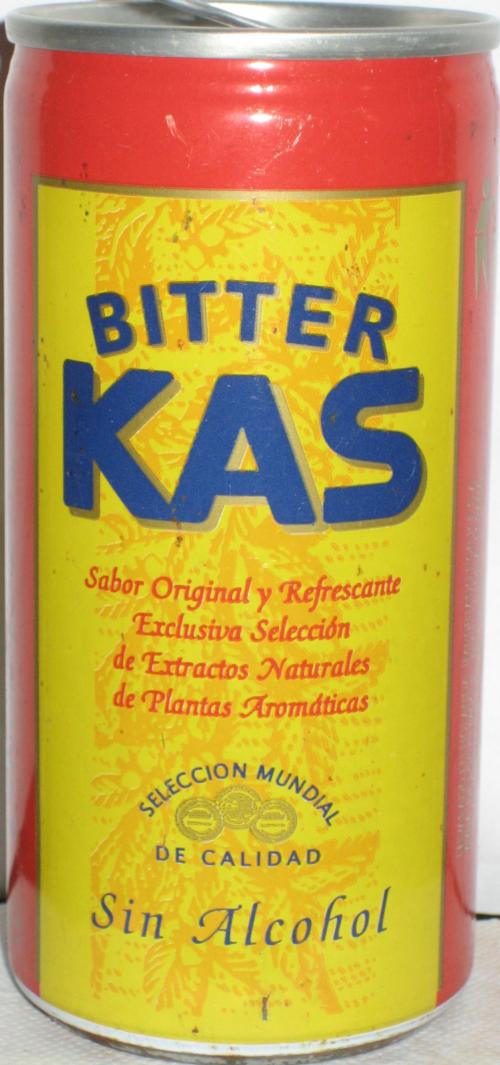 BITTER
KAS
Sabor Original y Refrescante
Exclusiva Selección
de Extractos Naturales
de Plantas Aromáticas
SELECCION MUNDIAL
DE CALIDAD
Sin Alcohol